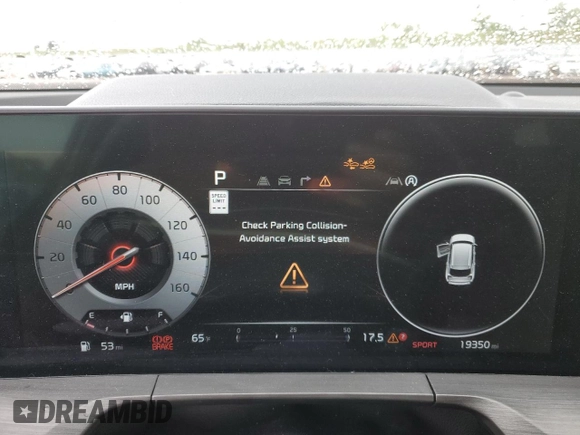 80
60 100
40 120
20 140
160
MPH
E F
53 mi
BRAKE
P
SPEED
LIMIT
---
Check Parking Collision-
Avoidance Assist system
65°F
0 25 50
17.5
SPORT
19350 mi
DREAMBID